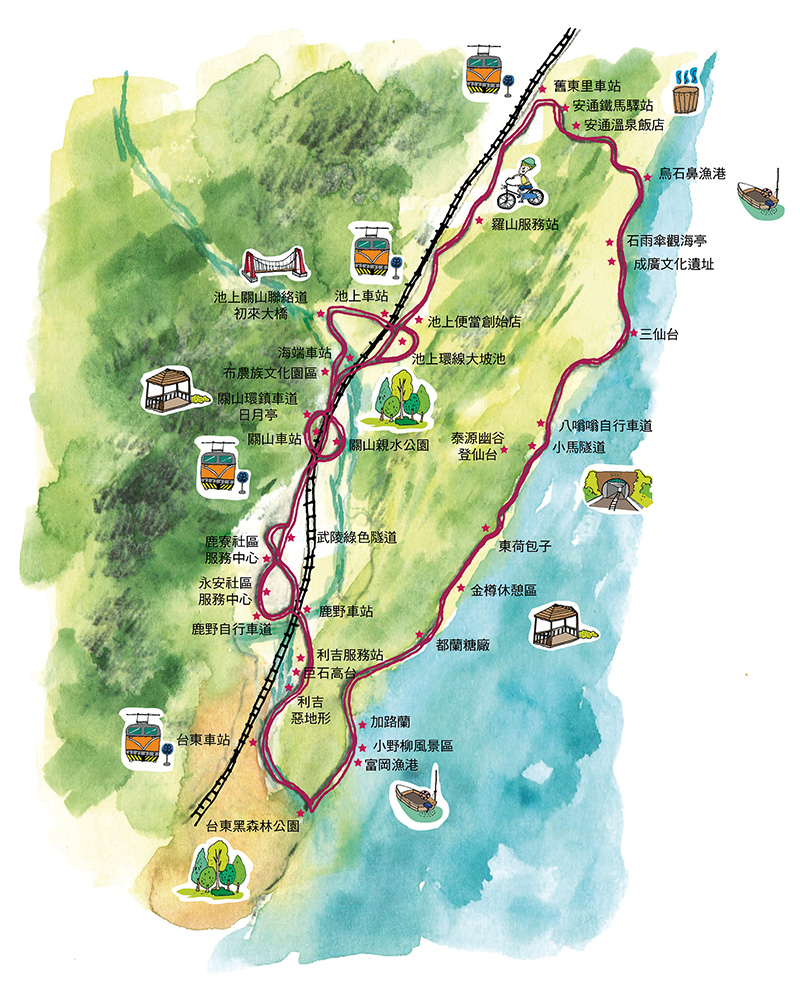 舊東里車站
安通鐵馬驛站
安通溫泉飯店
烏石鼻漁港
羅山服務站
石雨傘觀海亭
成廣文化遺址
池上關山聯絡道
初來大橋
池上車站
池上便當創始店
三仙台
海端車站
池上環線大坡池
布農族文化園區
關山環鎮車道
日月亭
關山車站
關山親水公園
八嗡嗡自行車道
泰源幽谷
登仙台
小馬隧道
鹿寮社區
服務中心
武陵綠色隧道
東荷包子
永安社區
服務中心
金樽休憩區
鹿野車站
鹿野自行車道
都蘭糖廠
利吉服務站
巨石高台
利吉
惡地形
加路蘭
台東車站
小野柳風景區
富岡漁港
台東黑森林公園